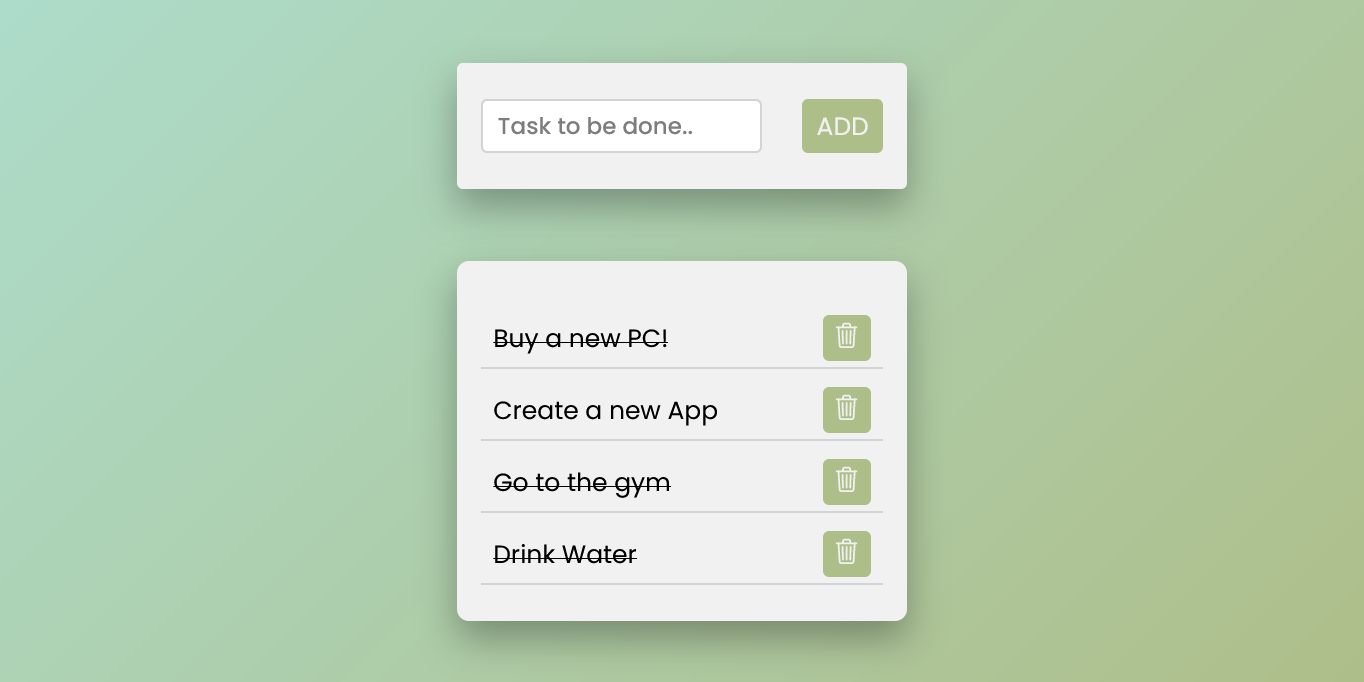 Task to be done..
ADD
Buy a new PC!
Create a new App
Go to the gym
Drink Water